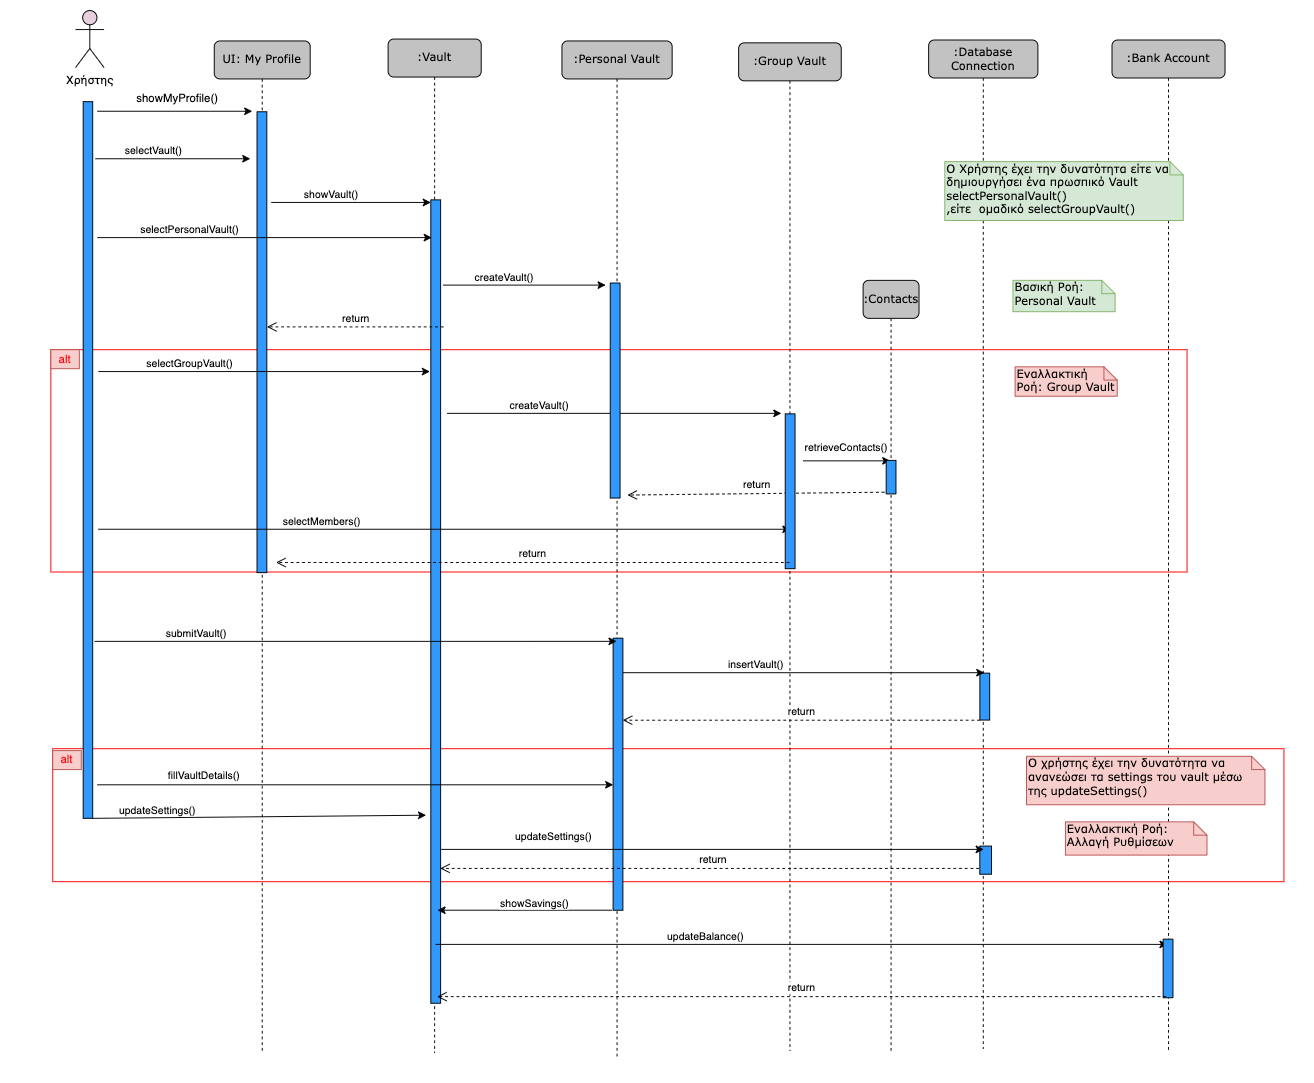 Χρήστης
UI: My Profile
:Vault
:Personal Vault
:Group Vault
:Database
Connection
:Bank Account
showMyProfile()
selectVault()
Ο Χρήστης έχει την δυνατότητα είτε να
δημιουργήσει ένα πρωσπικό Vault
selectPersonalVault()
,είτε ομαδικό selectGroupVault()
showVault()
selectPersonalVault()
createVault()
:Contacts
Βασική Ροή:
Personal Vault
return
alt
selectGroupVault()
Εναλλακτική
Ροή: Group Vault
createVault()
retrieveContacts()
return
selectMembers()
return
submitVault()
insertVault()
return
alt
Ο χρήστης έχει την δυνατότητα να
ανανεώσει τα settings του vault μέσω
της updateSettings()
fillVaultDetails()
updateSettings()
Εναλλακτική Ροή:
Αλλαγή Ρυθμίσεων
updateSettings()
return
showSavings()
updateBalance()
return